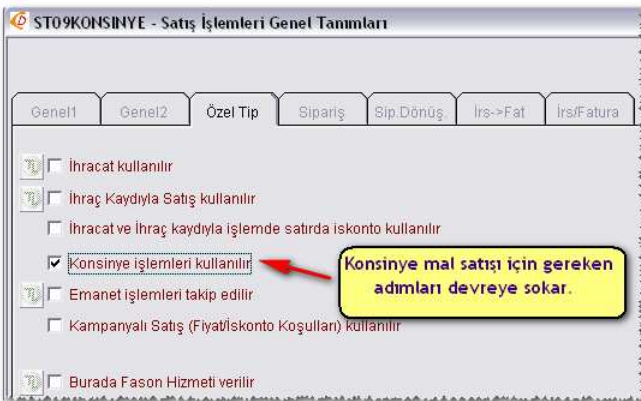 ST09KONSINYE - Satış İşlemleri Genel Tanımları
Genel1 Genel2 Özel Tip Sipariş Sip.Dönüş. İrs->Fat İrs/Fatura
İhracat kullanılır
İhraç Kaydıyla Satış kullanılır
İhracat ve İhraç kaydıyla işlemde satırda iskonto kullanılır
Konsinye işlemleri kullanılır
Konsinye mal satışı için gereken
adımları devreye sokar.
Emanet işlemleri takip edilir
Kampanyalı Satış (Fiyat/İskonto Koşulları) kullanılır
Burada Fason Hizmeti verilir